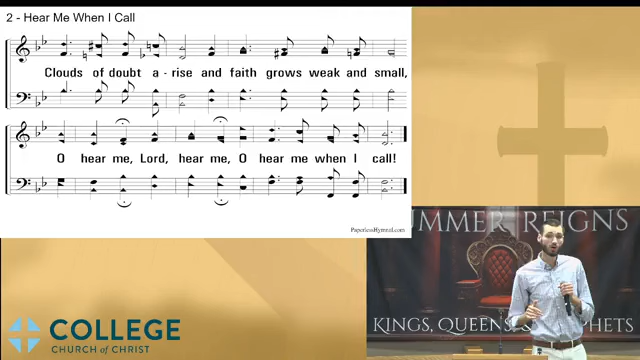 2 - Hear Me When I Call
Clouds of doubt a - rise and faith grows weak and small,
O hear me, Lord, hear me, O hear me when I call!
PaperlessHymnal.com
UMMER REIGNS
KINGS, QUEENS, & PHETS
COLLEGE
CHURCH of CHRIST